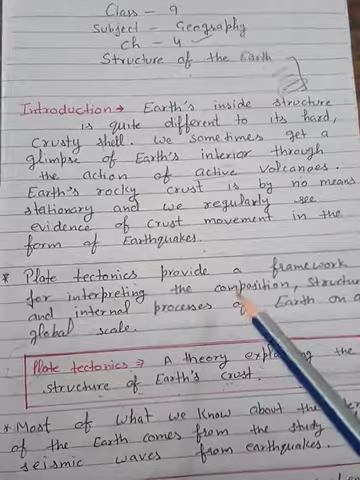 Class - 9
Subject - Geography
Ch - 4
Structure of the Earth
Introduction → Earth's inside structure
is quite different to its hard,
crusty shell. We sometimes get a
glimpse of Earth's interior through
the action of active volcanoes.
Earth's rocky crust is by no means
stationary and we regularly see
evidence of crust movement in the
form of Earthquakes.
* Plate tectonics provide a framework
for interpreting the composition, structure
and internal processes of Earth on a
global scale.
Plate tectonics → A theory explaining the
structure of Earth's crust.
* Most of what we know about the
of the Earth comes from the study
seismic waves from earthquakes.